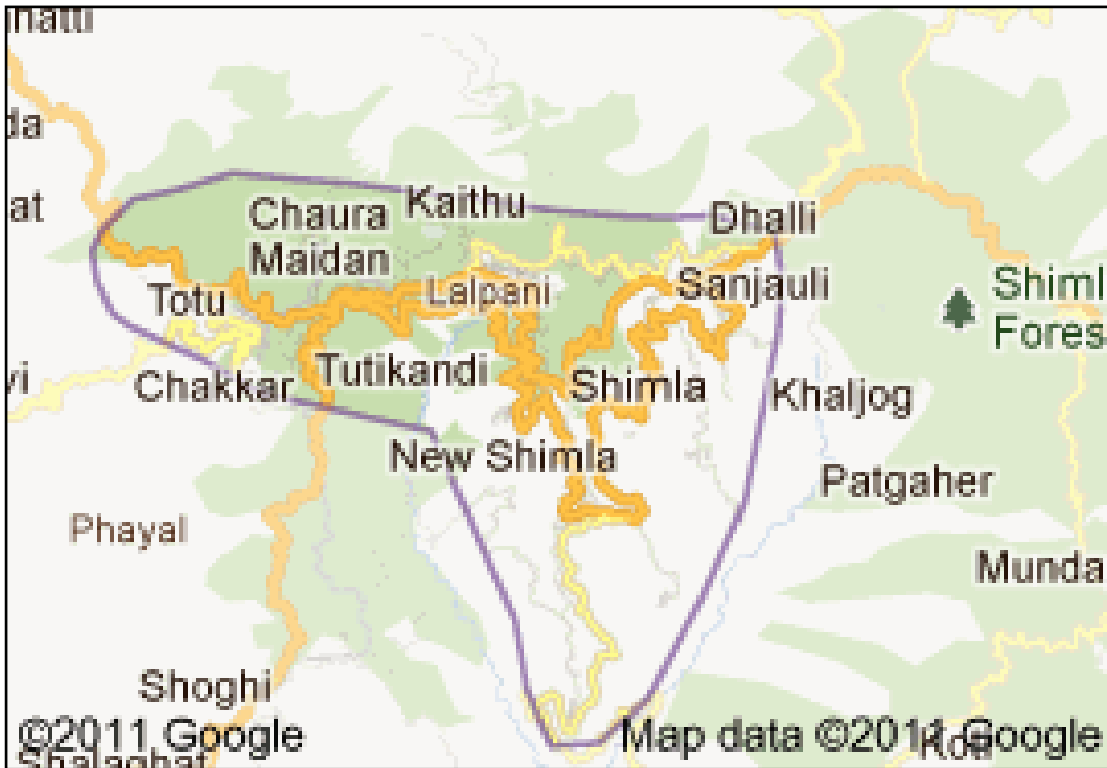 Kaithu
Chaura
Maidan
Dhalli
Lalpani
Sanjauli
Totu
Shiml
Fores
Tutikandi
Chakkar
Shimla
Khaljog
New Shimla
Patgaher
Phayal
Munda
Shoghi
©2011 Google
Map data ©2011 Google
Shalaghat